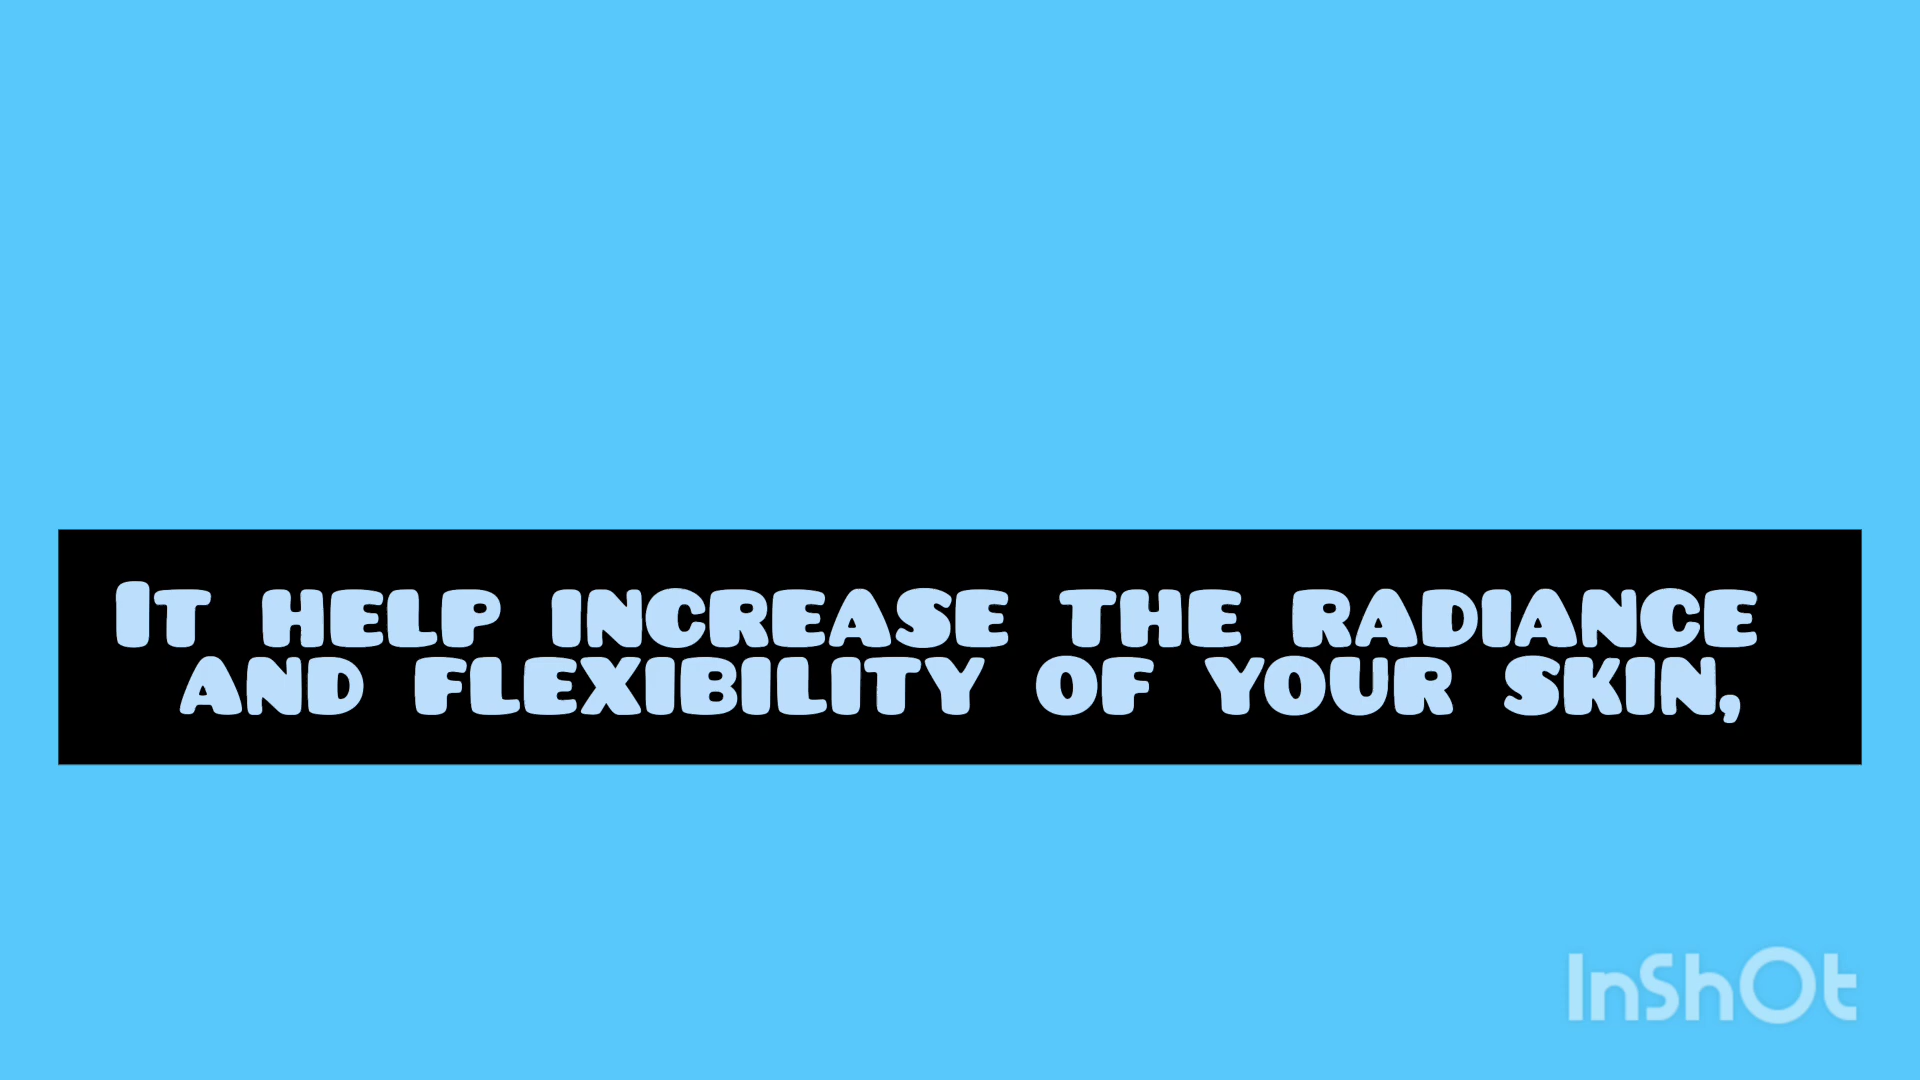 It help increase the radiance
and flexibility of your skin,
InShOt